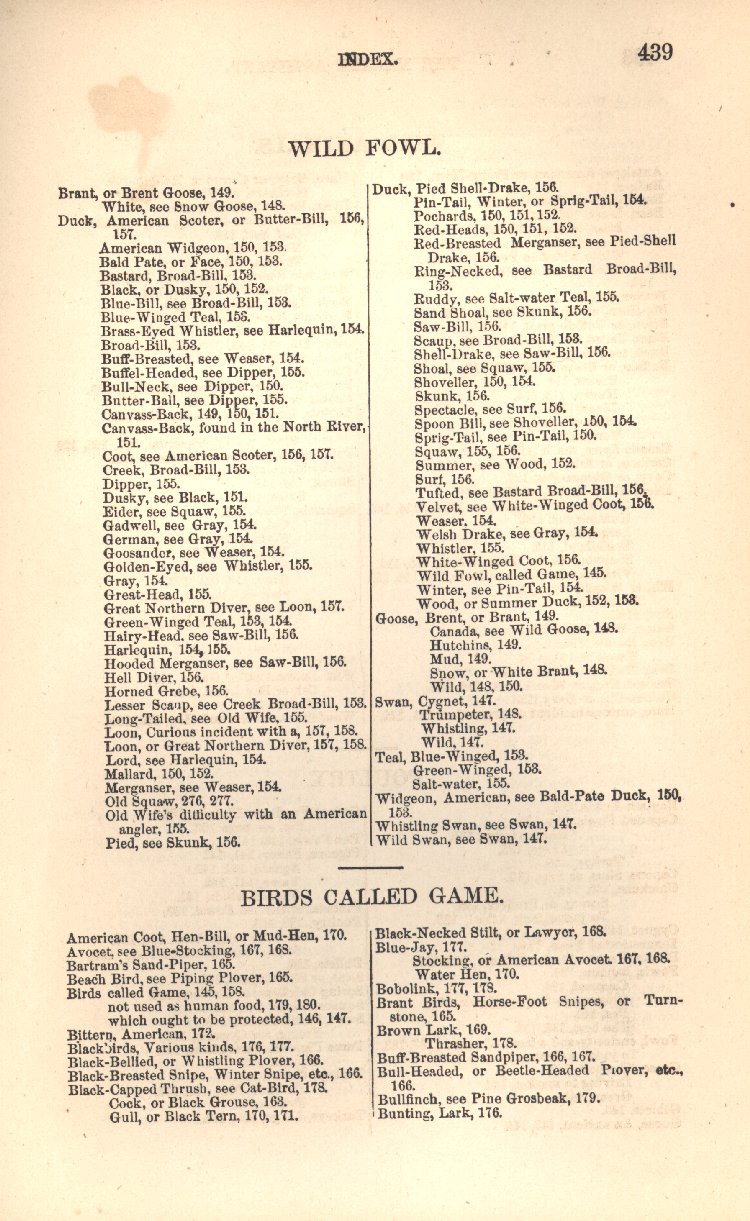 INDEX.
439
WILD FOWL.
Brant, or Brent Goose, 149.
White, see Snow Goose, 148.
Duck, American Scoter, or Butter-Bill, 156,
157.
American Widgeon, 150, 153.
Bald Pate, or Face, 150, 153.
Bastard, Broad-Bill, 153.
Black, or Dusky, 150, 152.
Blue-Bill, see Broad-Bill, 153.
Blue-Winged Teal, 153.
Brass-Eyed Whistler, see Harlequin, 154.
Broad-Bill, 153.
Buff-Breasted, see Weaser, 154.
Buffel-Headed, see Dipper, 155.
Bull-Neck, see Dipper, 150.
Butter-Ball, see Dipper, 155.
Canvass-Back, 149, 150, 151.
Canvass-Back, found in the North River,
151.
Coot, see American Scoter, 156, 157.
Creek, Broad-Bill, 153.
Dipper, 155.
Dusky, see Black, 151.
Eider, see Squaw, 155.
Gadwell, see Gray, 154.
German, see Gray, 154.
Goosander, see Weaser, 154.
Golden-Eyed, see Whistler, 155.
Gray, 154.
Great-Head, 155.
Great Northern Diver, see Loon, 157.
Green-Winged Teal, 153, 154.
Hairy-Head, see Saw-Bill, 156.
Harlequin, 154, 155.
Hooded Merganser, see Saw-Bill, 156.
Hell Diver, 156.
Horned Grebe, 156.
Lesser Scaup, see Creek Broad-Bill, 153.
Long-Tailed, see Old Wife, 155.
Loon, Curious incident with a, 157, 158.
Loon, or Great Northern Diver, 157, 158.
Lord, see Harlequin, 154.
Mallard, 150, 152.
Merganser, see Weaser, 154.
Old Squaw, 276, 277.
Old Wife's difficulty with an American
angler, 155.
Pied, see Skunk, 156.
Duck, Pied Shell-Drake, 156.
Pin-Tail, Winter, or Sprig-Tail, 154.
Pochards, 150, 151, 152.
Red-Heads, 150, 151, 152.
Red-Breasted Merganser, see Pied-Shell
Drake, 156.
Ring-Necked, see Bastard Broad-Bill,
153.
Ruddy, see Salt-water Teal, 155.
Sand Shoal, see Skunk, 156.
Saw-Bill, 156.
Scaup, see Broad-Bill, 153.
Shell-Drake, see Saw-Bill, 156.
Shoal, see Squaw, 155.
Shoveller, 150, 154.
Skunk, 156.
Spectacle, see Surf, 156.
Spoon Bill, see Shoveller, 150, 154.
Sprig-Tail, see Pin-Tail, 150.
Squaw, 155, 156.
Summer, see Wood, 152.
Surf, 156.
Tufted, see Bastard Broad-Bill, 156.
Velvet, see White-Winged Coot, 156.
Weaser, 154.
Welsh Drake, see Gray, 154.
Whistler, 155.
White-Winged Coot, 156.
Wild Fowl, called Game, 145.
Winter, see Pin-Tail, 154.
Wood, or Summer Duck, 152, 153.
Goose, Brent, or Brant, 149.
Canada, see Wild Goose, 148.
Hutchins, 149.
Mud, 149.
Snow, or White Brant, 148.
Wild, 148, 150.
Swan, Cygnet, 147.
Trumpeter, 148.
Whistling, 147.
Wild, 147.
Teal, Blue-Winged, 153.
Green-Winged, 153.
Salt-water, 155.
Widgeon, American, see Bald-Pate Duck, 150,
153.
Whistling Swan, see Swan, 147.
Wild Swan, see Swan, 147.
BIRDS CALLED GAME.
American Coot, Hen-Bill, or Mud-Hen, 170.
Avocet, see Blue-Stocking, 167, 168.
Bartram's Sand-Piper, 165.
Beach Bird, see Piping Plover, 165.
Birds called Game, 145, 158.
not used as human food, 179, 180.
which ought to be protected, 146, 147.
Bittern, American, 172.
Blackbirds, Various kinds, 176, 177.
Black-Bellied, or Whistling Plover, 166.
Black-Breasted Snipe, Winter Snipe, etc., 166.
Black-Capped Thrush, see Cat-Bird, 178.
Cock, or Black Grouse, 163.
Gull, or Black Tern, 170, 171.
Black-Necked Stilt, or Lawyer, 168.
Blue-Jay, 177.
Stocking, or American Avocet. 167, 168.
Water Hen, 170.
Bobolink, 177, 178.
Brant Birds, Horse-Foot Snipes, or Turn-
stone, 165.
Brown Lark, 169.
Thrasher, 178.
Buff-Breasted Sandpiper, 166, 167.
Bull-Headed, or Beetle-Headed Plover, etc.,
166.
Bullfinch, see Pine Grosbeak, 179.
Bunting, Lark, 176.